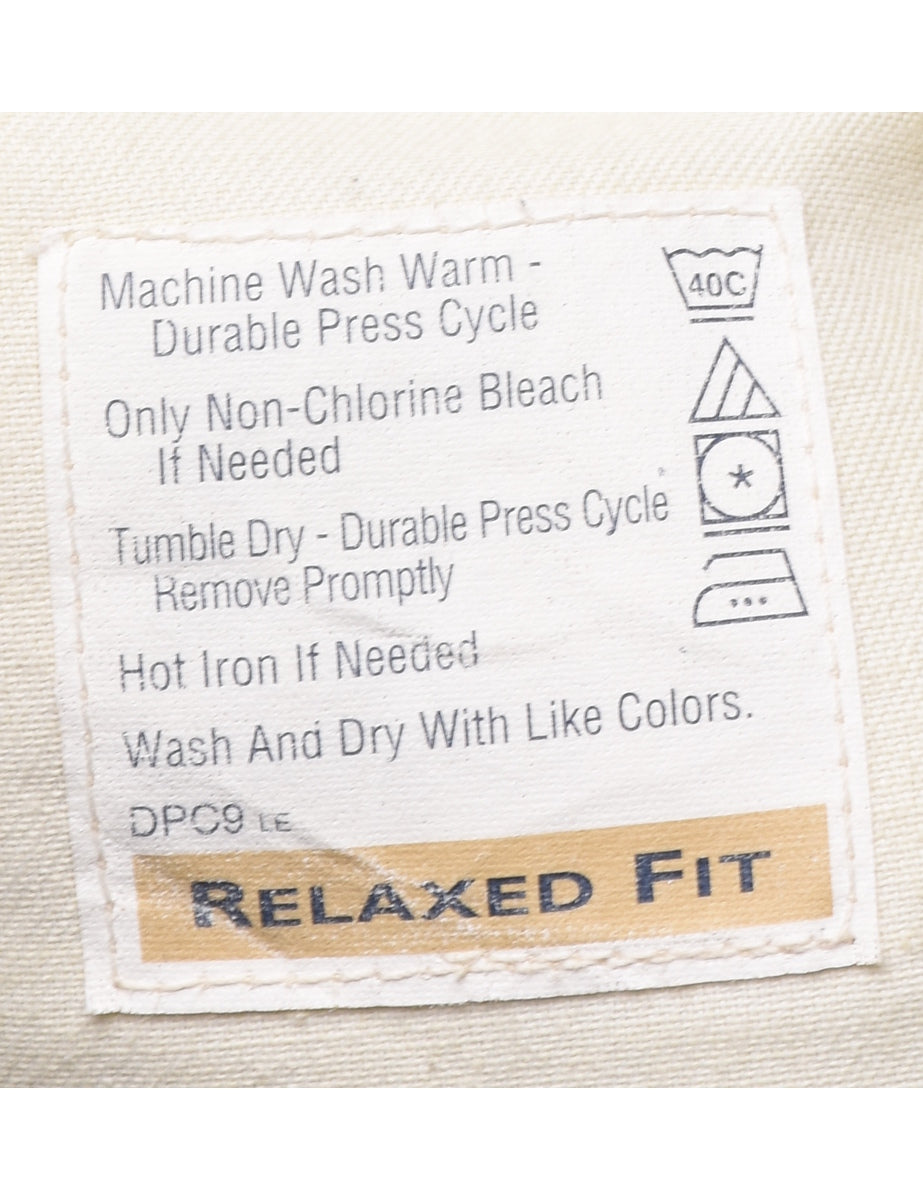 Machine Wash Warm -
Durable Press Cycle
40C
Only Non-Chlorine Bleach
If Needed
Tumble Dry - Durable Press Cycle
Remove Promptly
Hot Iron If Needed
Wash And Dry With Like Colors.
DPC9 LE
RELAXED FIT